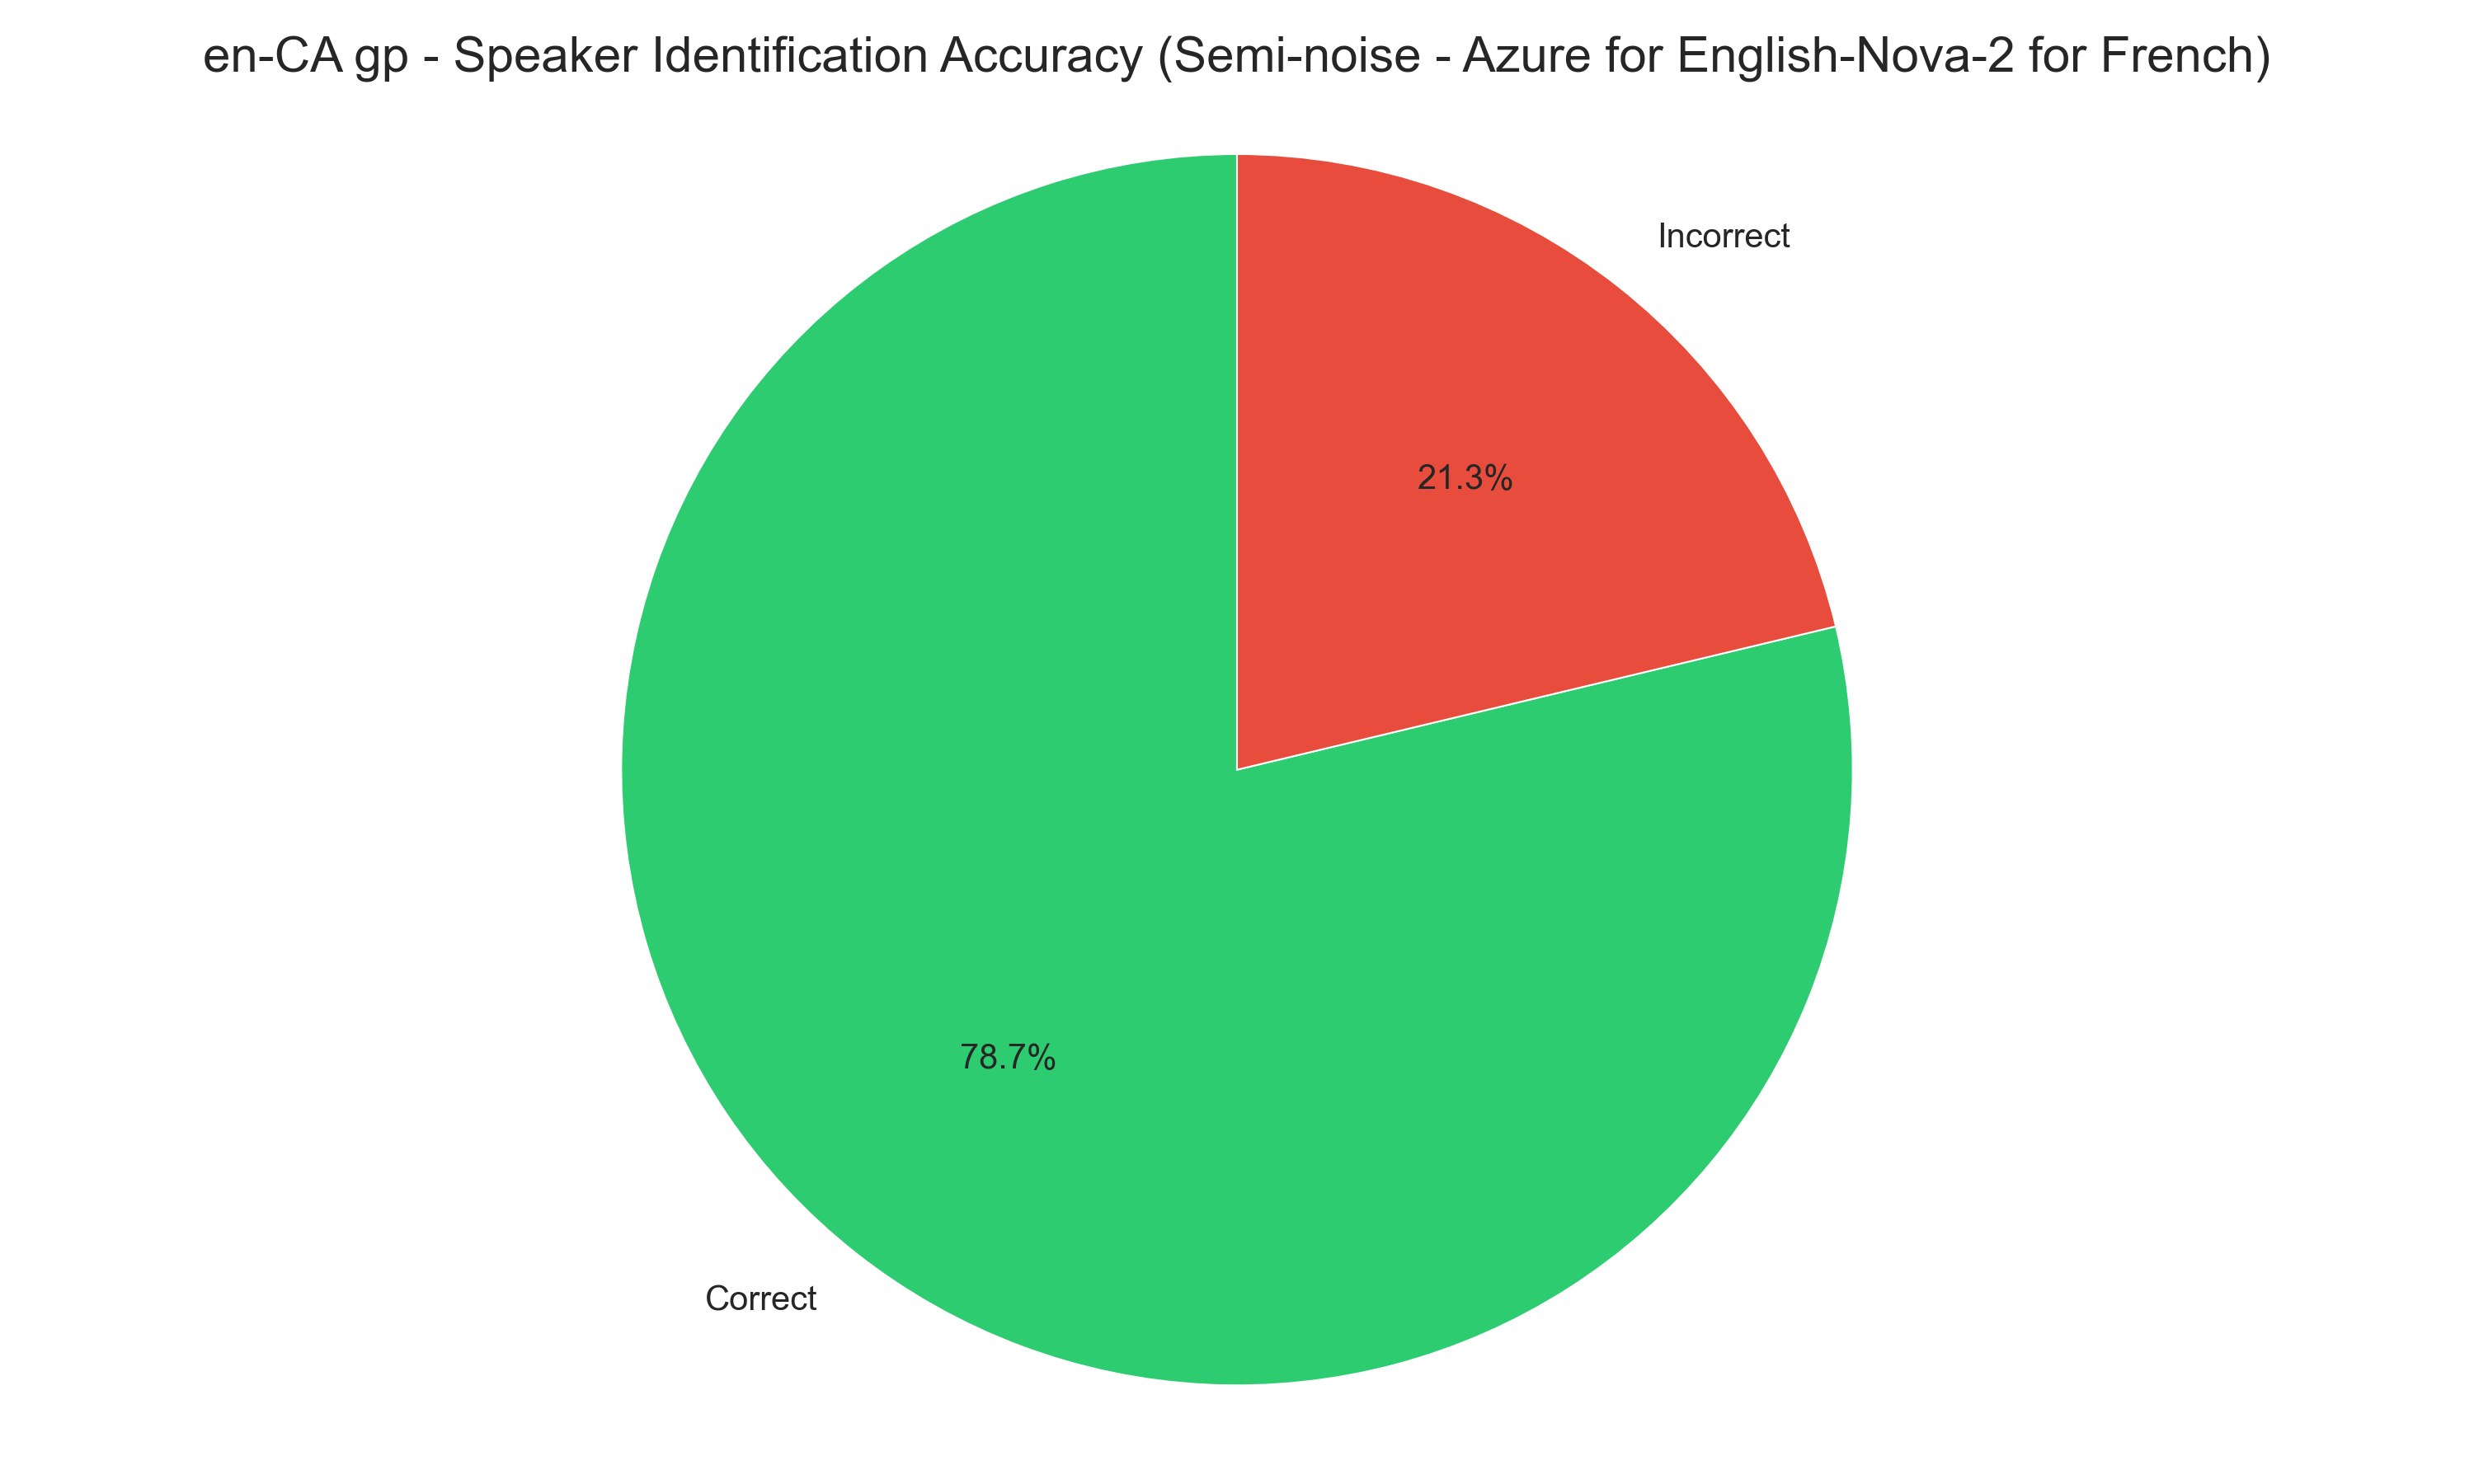 en-CA gp - Speaker Identification Accuracy (Semi-noise - Azure for English-Nova-2 for French)
Incorrect
21.3%
78.7%
Correct